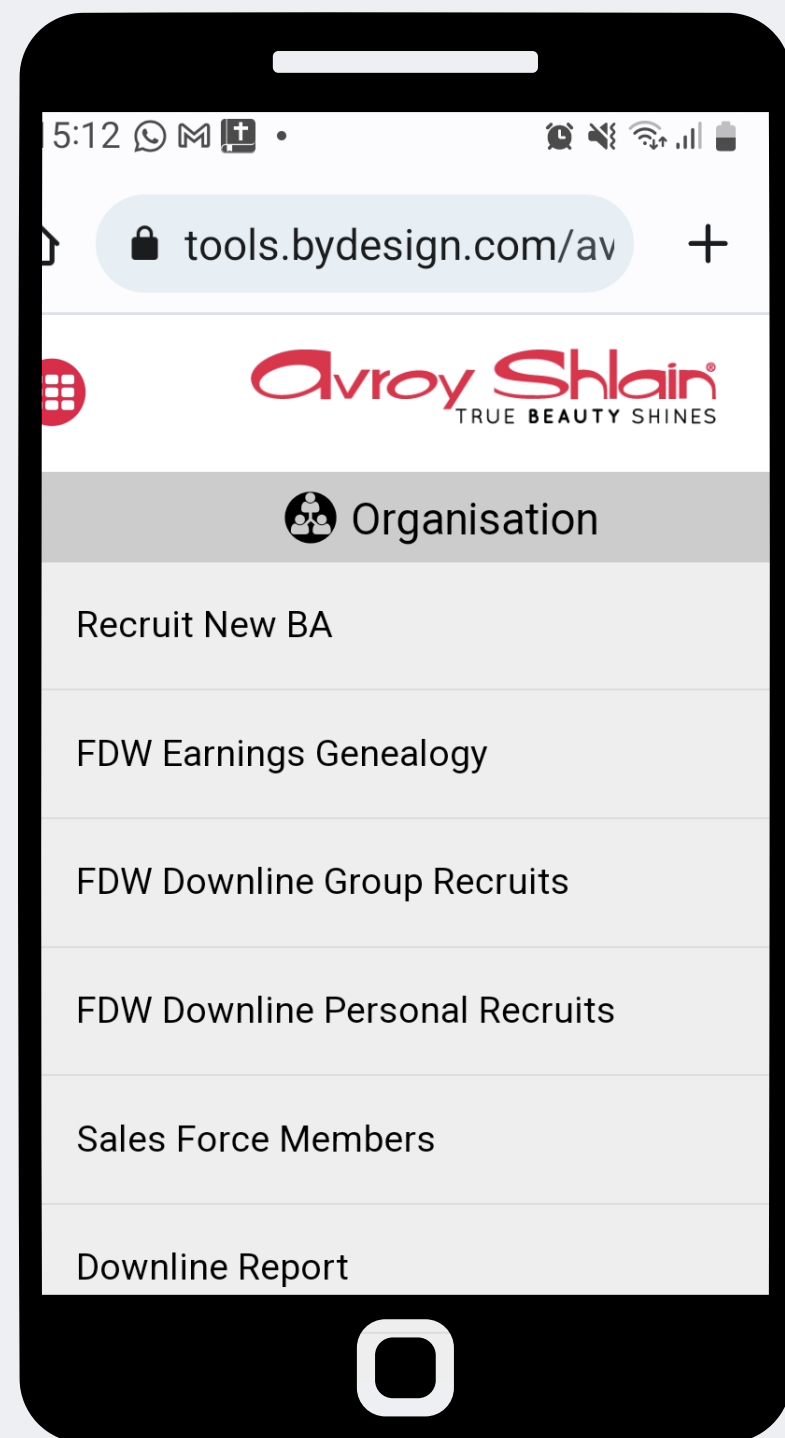 15:12
tools.bydesign.com/av
avroy Shlain®
TRUE BEAUTY SHINES
Organisation
Recruit New BA
FDW Earnings Genealogy
FDW Downline Group Recruits
FDW Downline Personal Recruits
Sales Force Members
Downline Report